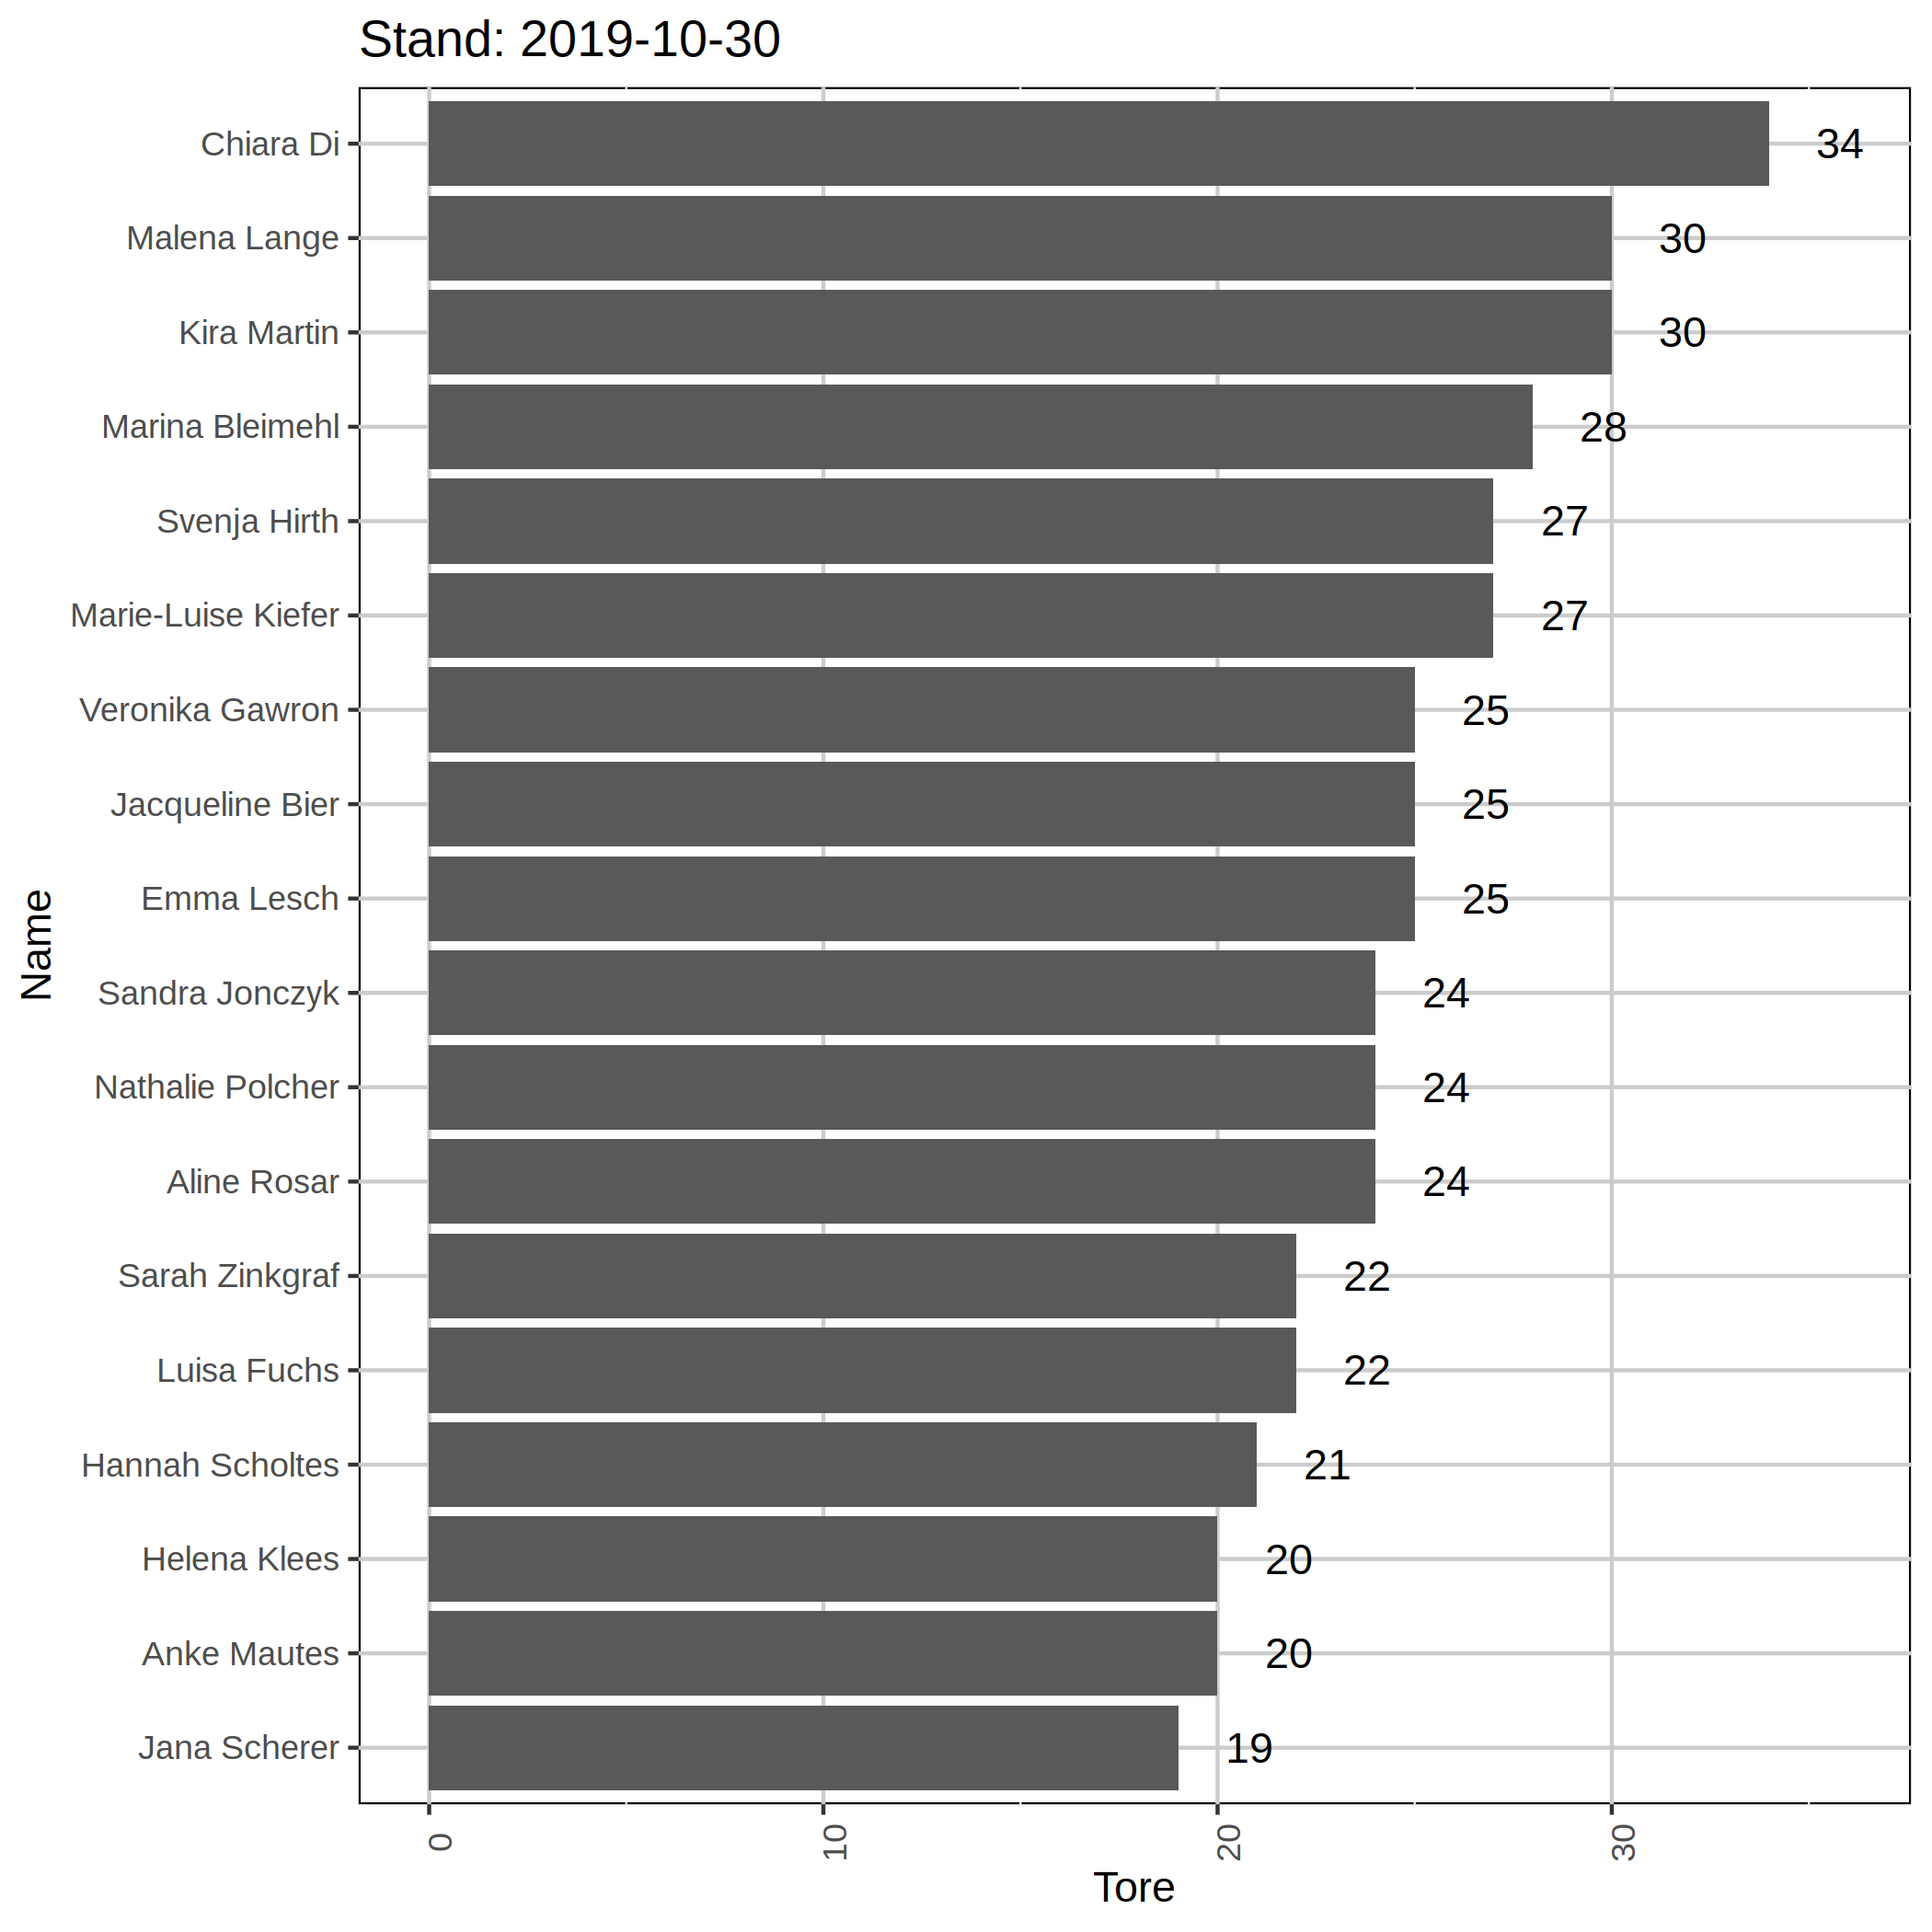 Stand: 2019-10-30
Chiara Di 34
Malena Lange 30
Kira Martin 30
Marina Bleimehl 28
Svenja Hirth 27
Marie-Luise Kiefer 27
Veronika Gawron 25
Jacqueline Bier 25
Emma Lesch 25
Sandra Jonczyk 24
Nathalie Polcher 24
Aline Rosar 24
Sarah Zinkgraf 22
Luisa Fuchs 22
Hannah Scholtes 21
Helena Klees 20
Anke Mautes 20
Jana Scherer 19
Name
0 10 20 30
Tore